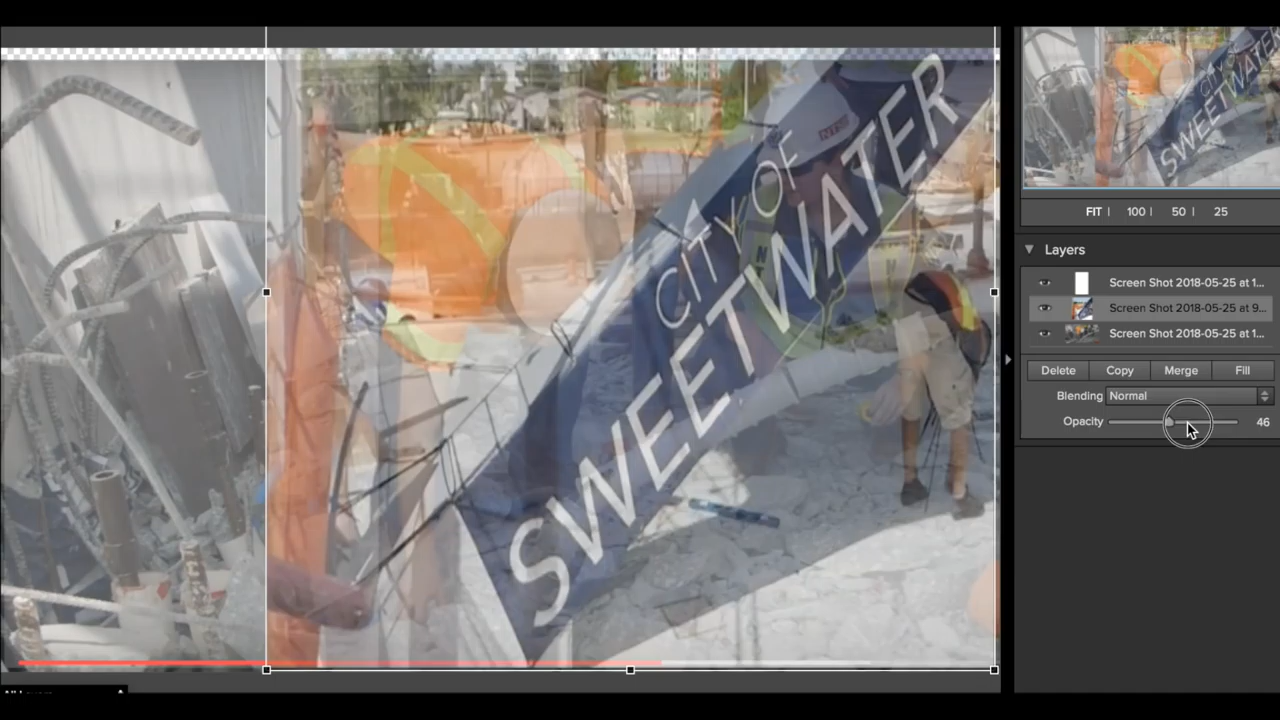 NTSB
CITY OF
SWEETWATER
FIT | 100 | 50 | 25
Layers
Screen Shot 2018-05-25 at 1...
Screen Shot 2018-05-25 at 9...
Screen Shot 2018-05-25 at 1...
Delete Copy Merge Fill
Blending Normal
Opacity 46